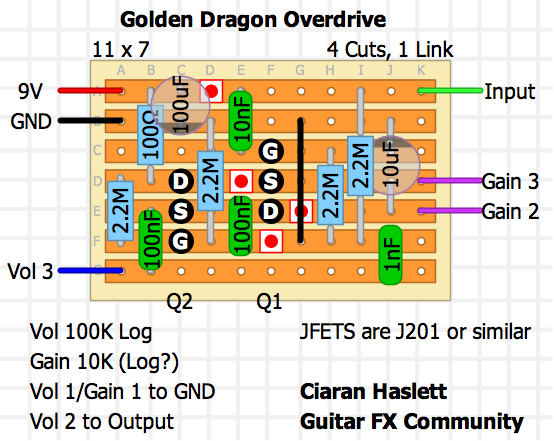 Golden Dragon Overdrive
11 x 7
4 Cuts, 1 Link
A B C D E F G H I J K
9V
Input
GND
100Ω
100uF
10nF
G
C
D
D
S
2.2M
2.2M
2.2M
2.2M
10uF
Gain 3
E
S
D
Gain 2
100nF
100nF
F
G
1nF
Vol 3
Q2
Q1
Vol 100K Log
JFETS are J201 or similar
Gain 10K (Log?)
Vol 1/Gain 1 to GND
Ciaran Haslett
Vol 2 to Output
Guitar FX Community